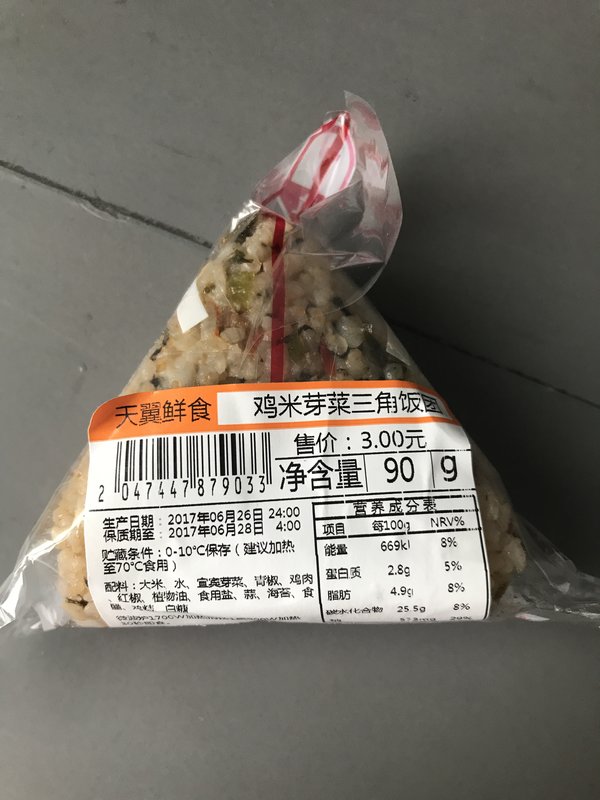 天翼鲜食 鸡米芽菜三角饭团
售价：3.00元
2 047447 879033
净含量 90 g
生产日期：2017年06月26日 24:00
保质期至：2017年06月28日 4:00
贮藏条件：0-10℃保存（建议加热
至70℃食用）
配料：大米、水、宜宾芽菜、青椒、鸡肉
、红椒、植物油、食用盐、蒜、海苔、食
醋、鸡精、白糖
营养成分表
项目 每100g NRV%
能量 669kJ 8%
蛋白质 2.8g 5%
脂肪 4.9g 8%
碳水化合物 25.5g 8%